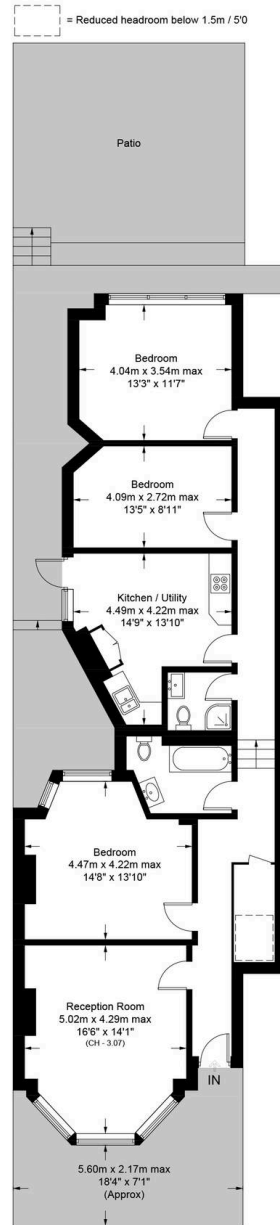 = Reduced headroom below 1.5m / 5'0
Patio
Bedroom
4.04m x 3.54m max
13'3" x 11'7"
Bedroom
4.09m x 2.72m max
13'5" x 8'11"
Kitchen / Utility
4.49m x 4.22m max
14'9" x 13'10"
Bedroom
4.47m x 4.22m max
14'8" x 13'10"
Reception Room
5.02m x 4.29m max
16'6" x 14'1"
(CH - 3.07)
IN
5.60m x 2.17m max
18'4" x 7'1"
(Approx)